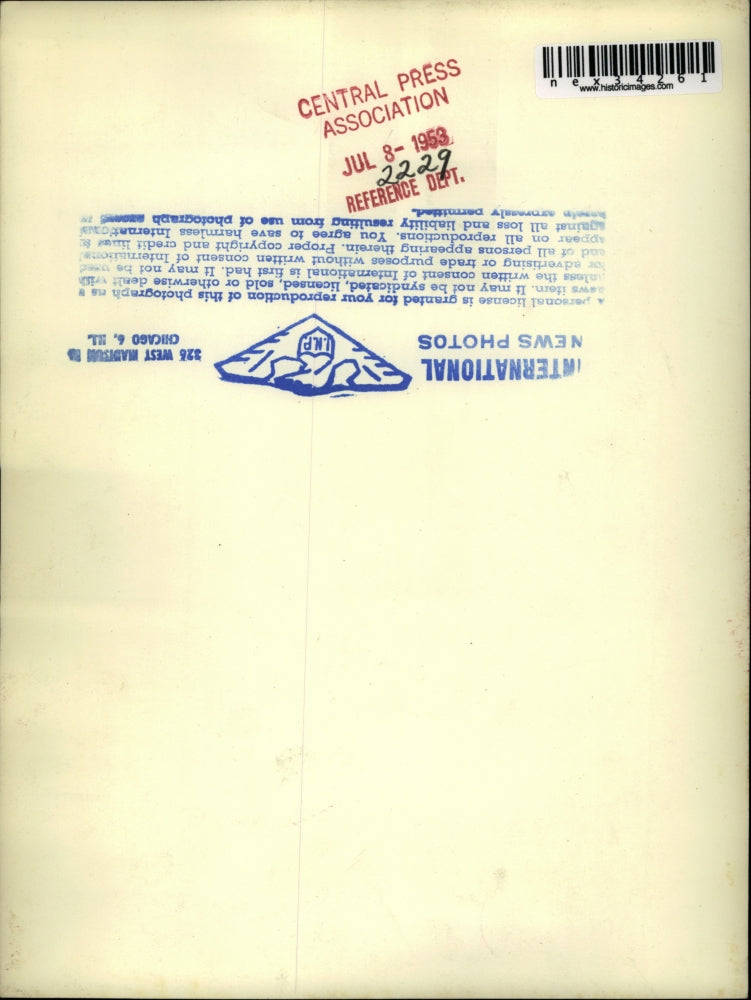 nex34261
www.historicimages.com
CENTRAL PRESS
ASSOCIATION
JUL 8- 1953
2229
REFERENCE DEPT.
INTERNATIONAL
NEWS PHOTOS
I.N.P.
326 WEST MADISON
CHICAGO 6, ILL.
A personal license is granted for your reproduction of this photograph as a
news item. It may not be syndicated, licensed, sold or otherwise dealt with
unless the written consent of International is first had. It may not be used
for advertising or trade purposes without written consent of International
and of all persons appearing therein. Proper copyright and credit lines to
appear on all reproductions. You agree to save harmless International
against all loss and liability resulting from use of photograph
herein expressly permitted.